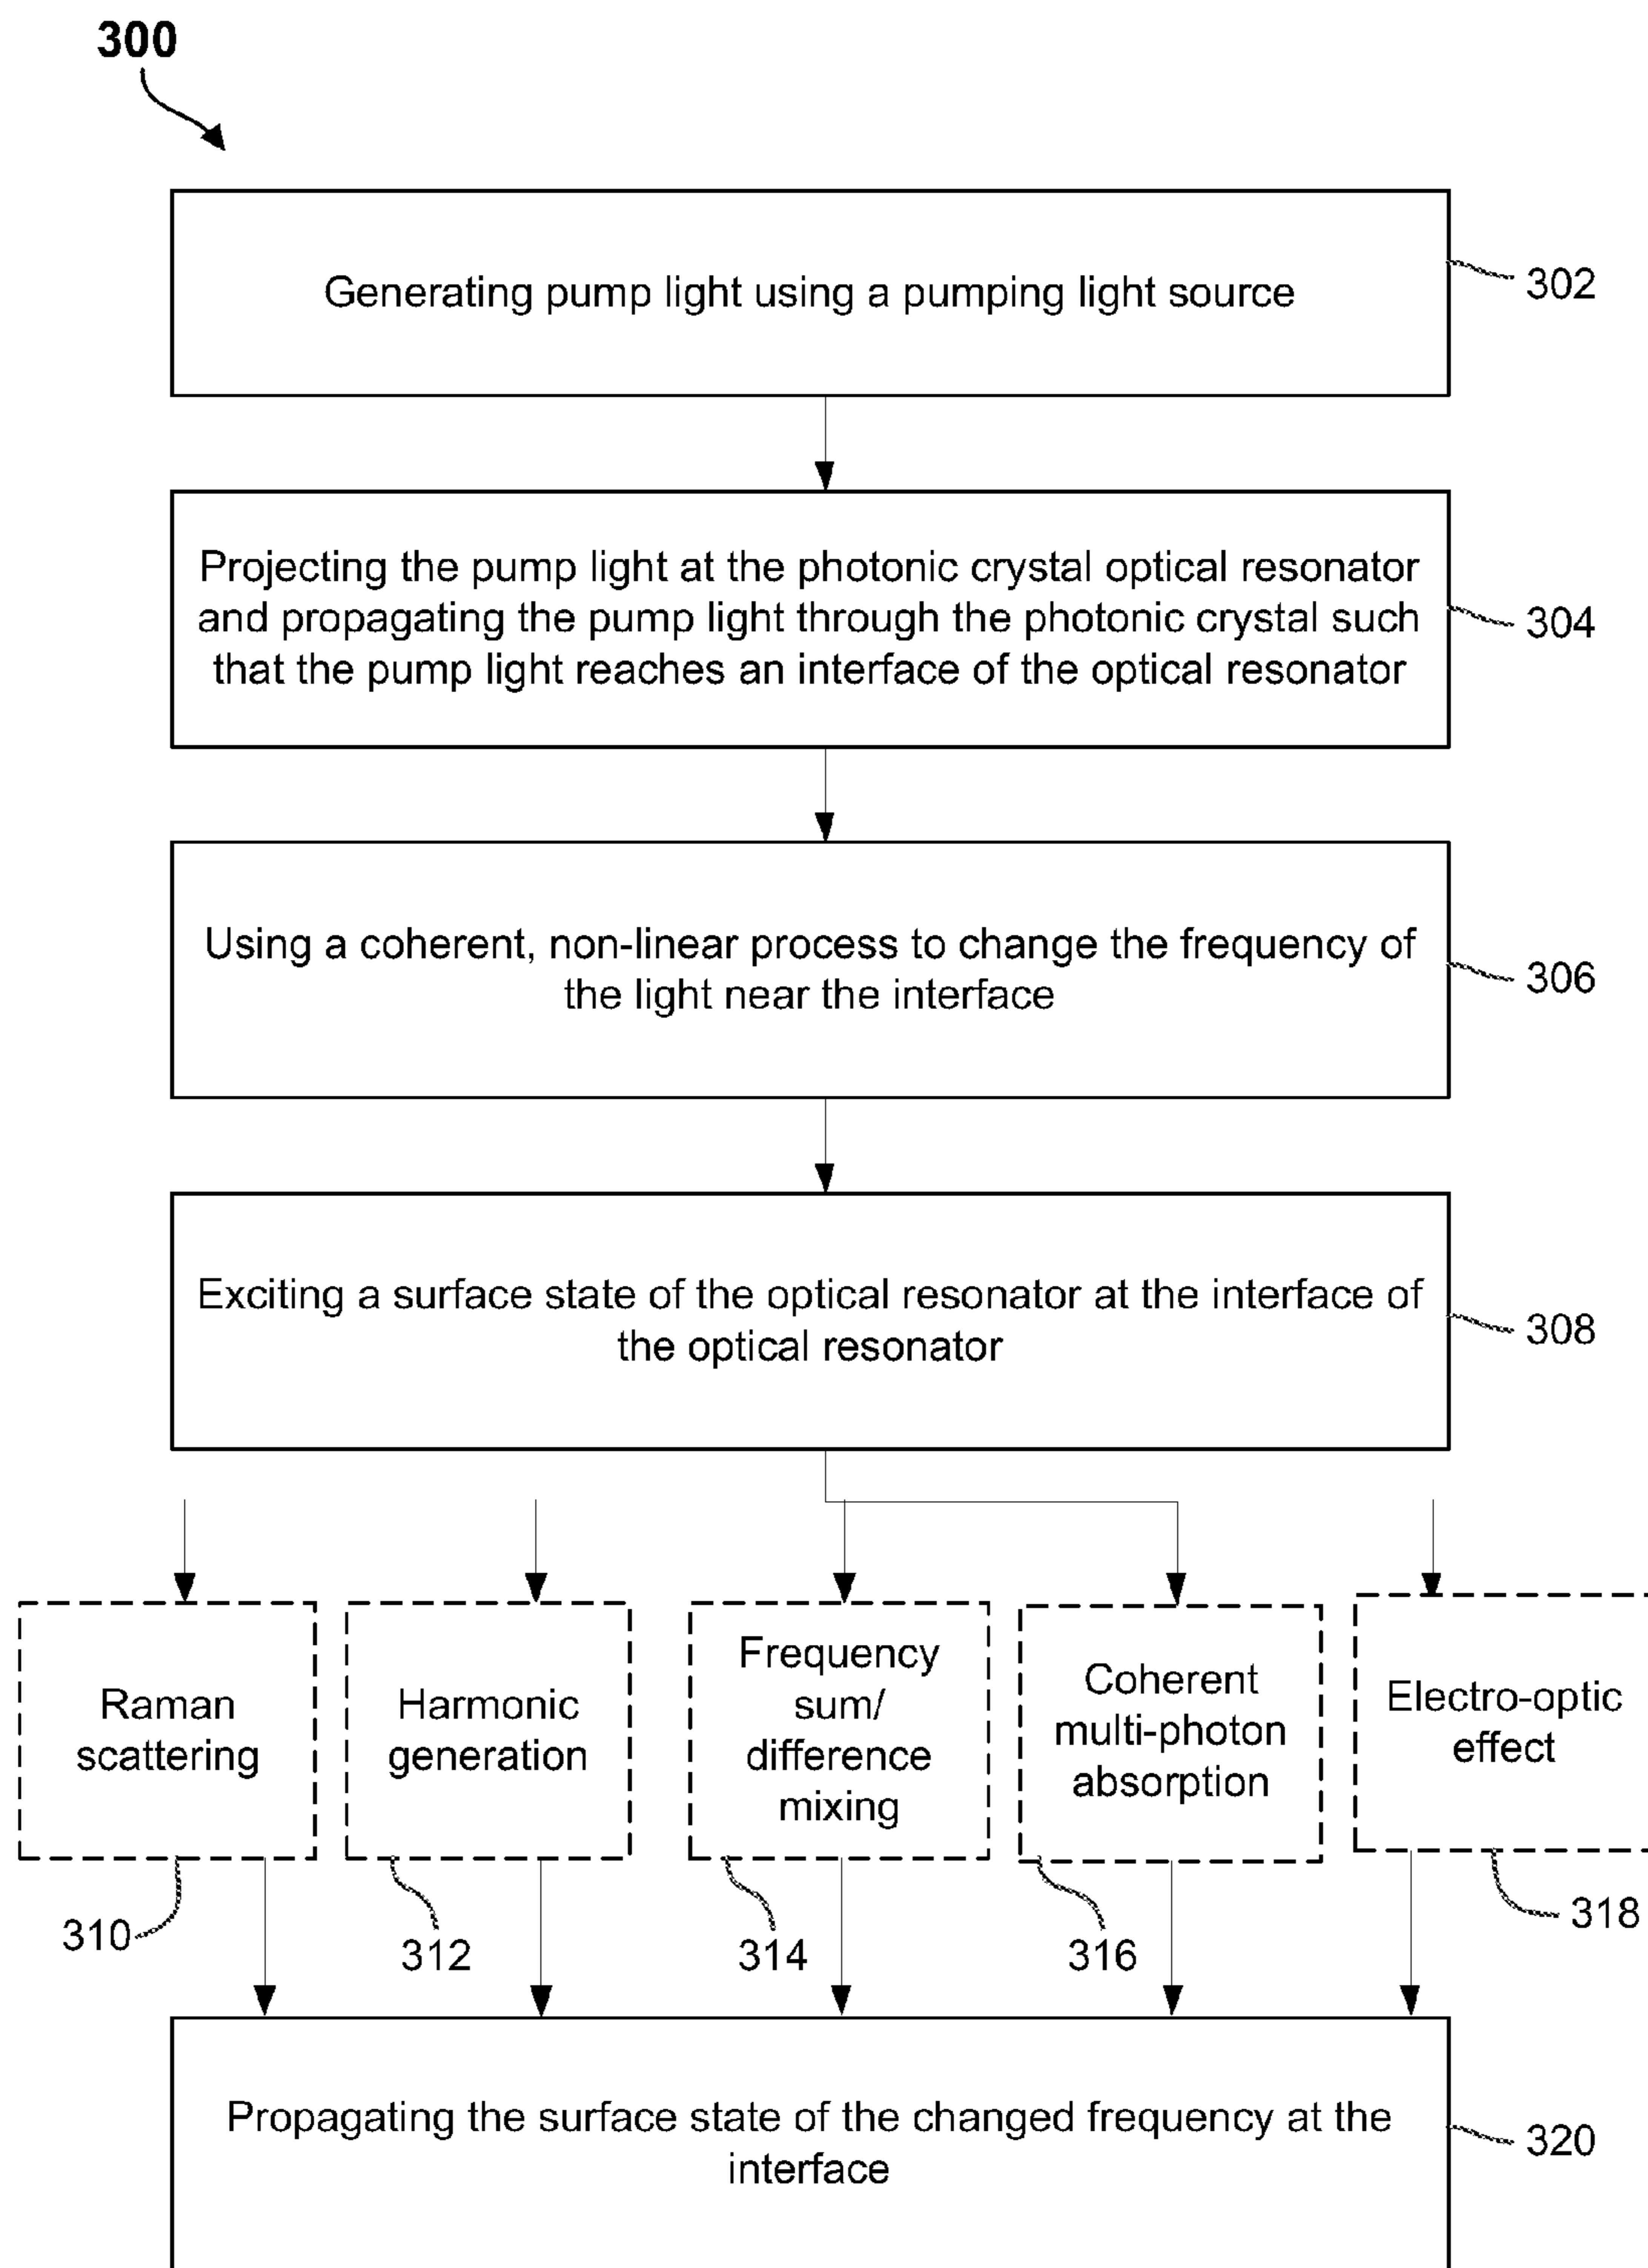 300
Generating pump light using a pumping light source
302
Projecting the pump light at the photonic crystal optical resonator
and propagating the pump light through the photonic crystal such
that the pump light reaches an interface of the optical resonator
304
Using a coherent, non-linear process to change the frequency of
the light near the interface
306
Exciting a surface state of the optical resonator at the interface of
the optical resonator
308
Raman
scattering
310
Harmonic
generation
312
Frequency
sum/
difference
mixing
314
Coherent
multi-photon
absorption
316
Electro-optic
effect
318
Propagating the surface state of the changed frequency at the
interface
320